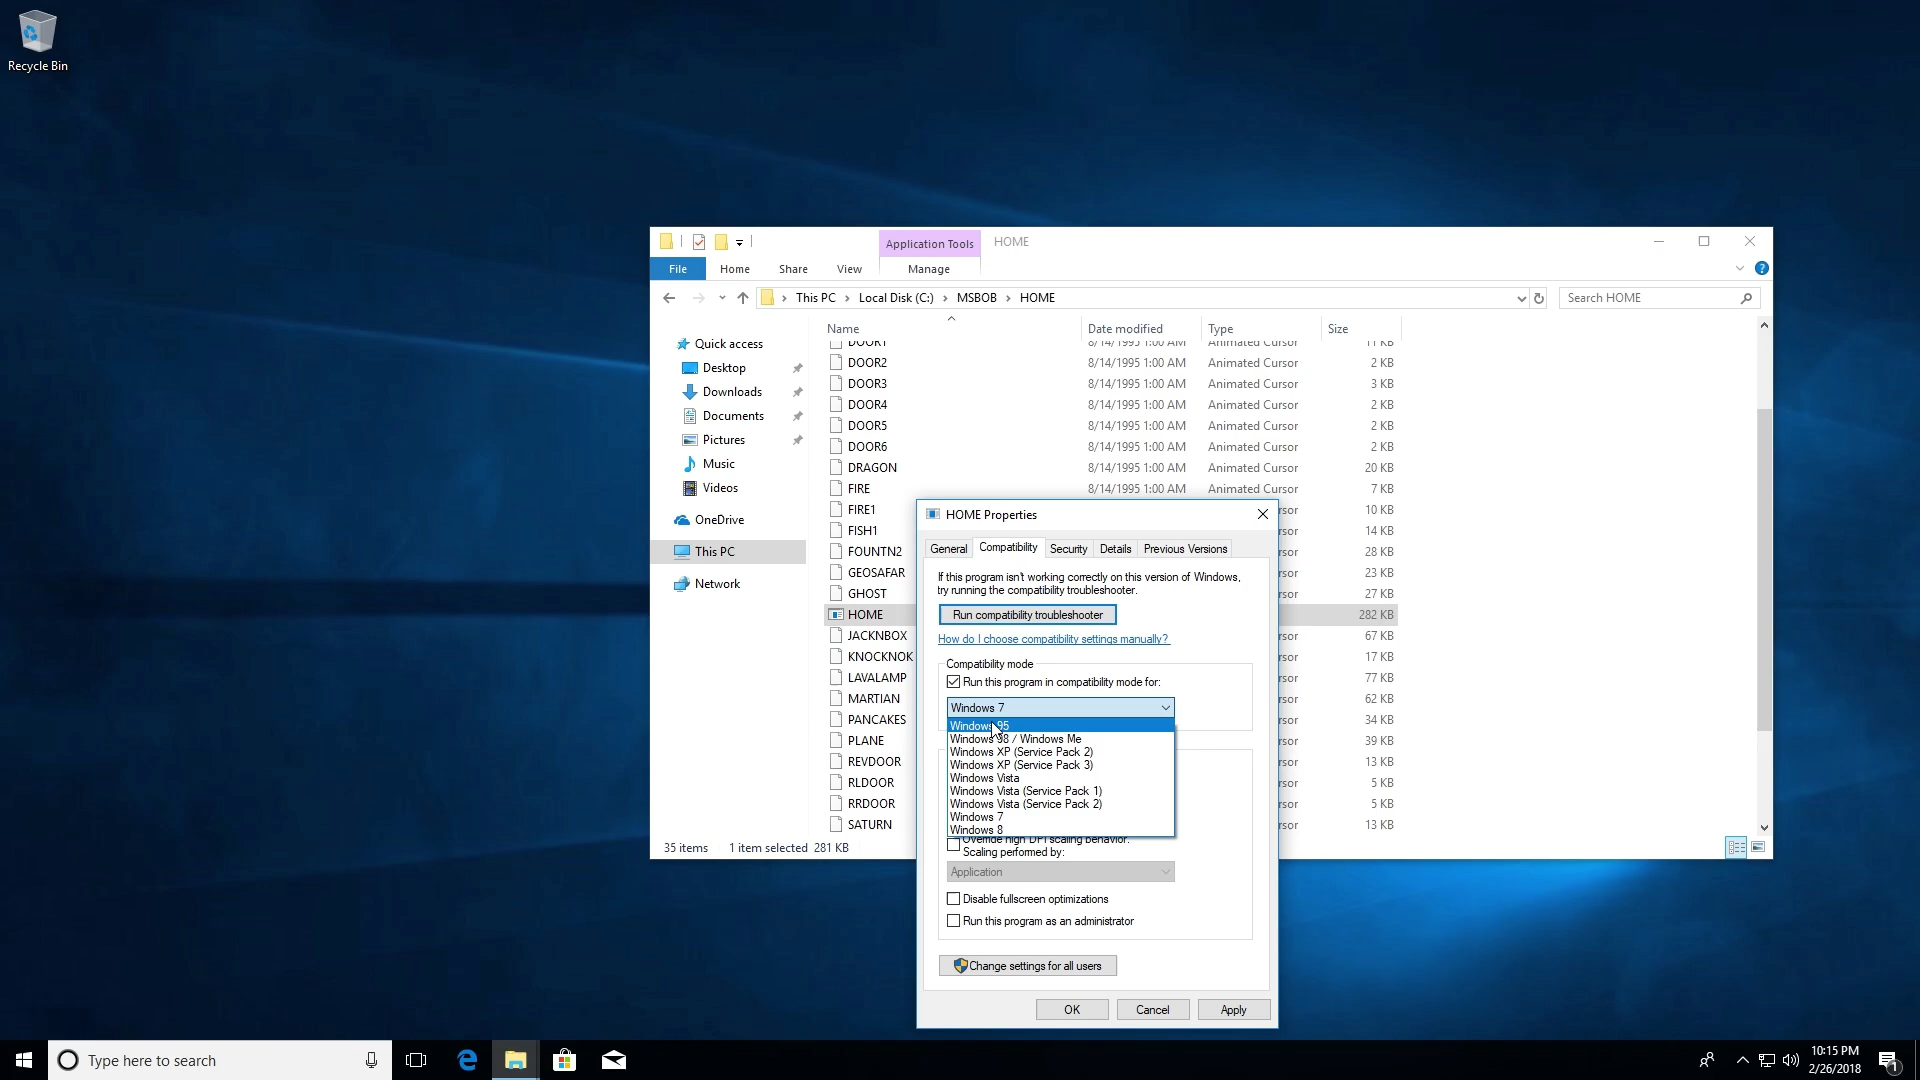 Recycle Bin
Application Tools
HOME
File
Home
Share
View
Manage
This PC
Local Disk (C:)
MSBOB
HOME
Search HOME
Name
Date modified
Type
Size
Quick access
Desktop
Downloads
Documents
Pictures
Music
Videos
OneDrive
This PC
Network
DOOR1 8/14/1995 1:00 AM Animated Cursor 11 KB
DOOR2 8/14/1995 1:00 AM Animated Cursor 2 KB
DOOR3 8/14/1995 1:00 AM Animated Cursor 3 KB
DOOR4 8/14/1995 1:00 AM Animated Cursor 2 KB
DOOR5 8/14/1995 1:00 AM Animated Cursor 2 KB
DOOR6 8/14/1995 1:00 AM Animated Cursor 2 KB
DRAGON 8/14/1995 1:00 AM Animated Cursor 20 KB
FIRE 8/14/1995 1:00 AM Animated Cursor 7 KB
FIRE1 rsor 10 KB
FISH1 rsor 14 KB
FOUNTN2 rsor 28 KB
GEOSAFAR rsor 23 KB
GHOST rsor 27 KB
HOME 282 KB
JACKNBOX rsor 67 KB
KNOCKNOK rsor 17 KB
LAVALAMP rsor 77 KB
MARTIAN rsor 62 KB
PANCAKES rsor 34 KB
PLANE rsor 39 KB
REVDOOR rsor 13 KB
RLDOOR rsor 5 KB
RRDOOR rsor 5 KB
SATURN rsor 13 KB
35 items
1 item selected 281 KB
HOME Properties
General
Compatibility
Security
Details
Previous Versions
If this program isn't working correctly on this version of Windows,
try running the compatibility troubleshooter.
Run compatibility troubleshooter
How do I choose compatibility settings manually?
Compatibility mode
Run this program in compatibility mode for:
Windows 7
Windows 95
Windows 98 / Windows Me
Windows XP (Service Pack 2)
Windows XP (Service Pack 3)
Windows Vista
Windows Vista (Service Pack 1)
Windows Vista (Service Pack 2)
Windows 7
Windows 8
Override high DPI scaling behavior.
Scaling performed by:
Application
Disable fullscreen optimizations
Run this program as an administrator
Change settings for all users
OK
Cancel
Apply
Type here to search
10:15 PM
2/26/2018
1